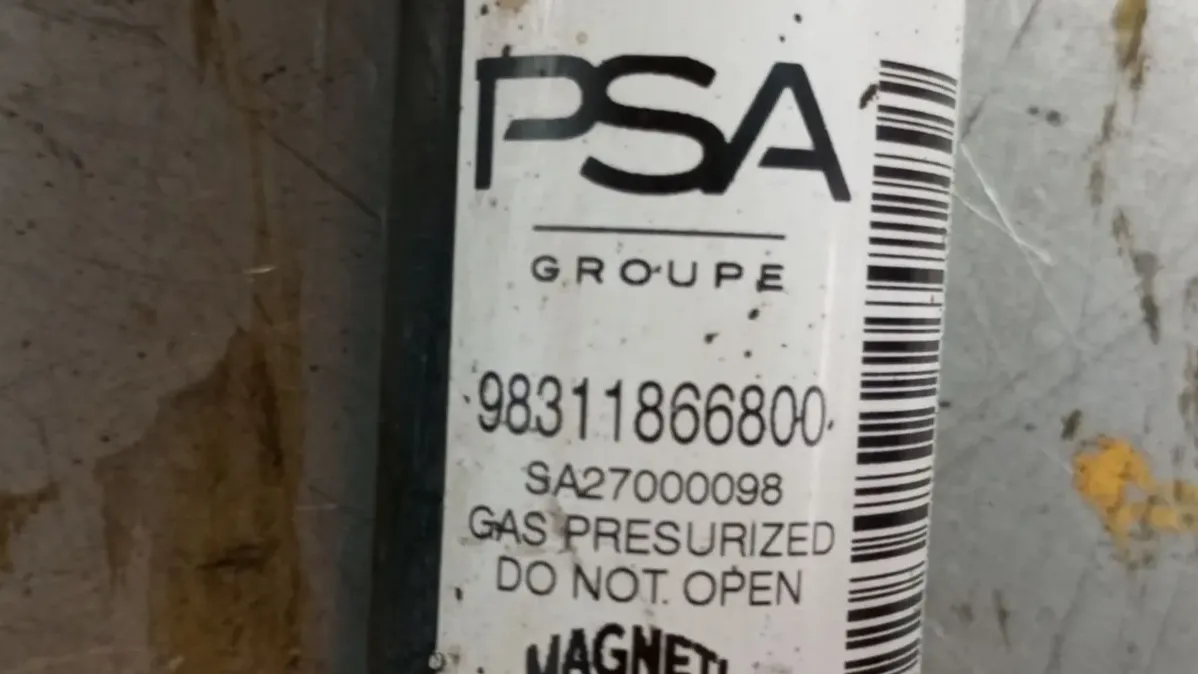 PSA
GROUPE
98311866800
SA27000098
GAS PRESURIZED
DO NOT OPEN